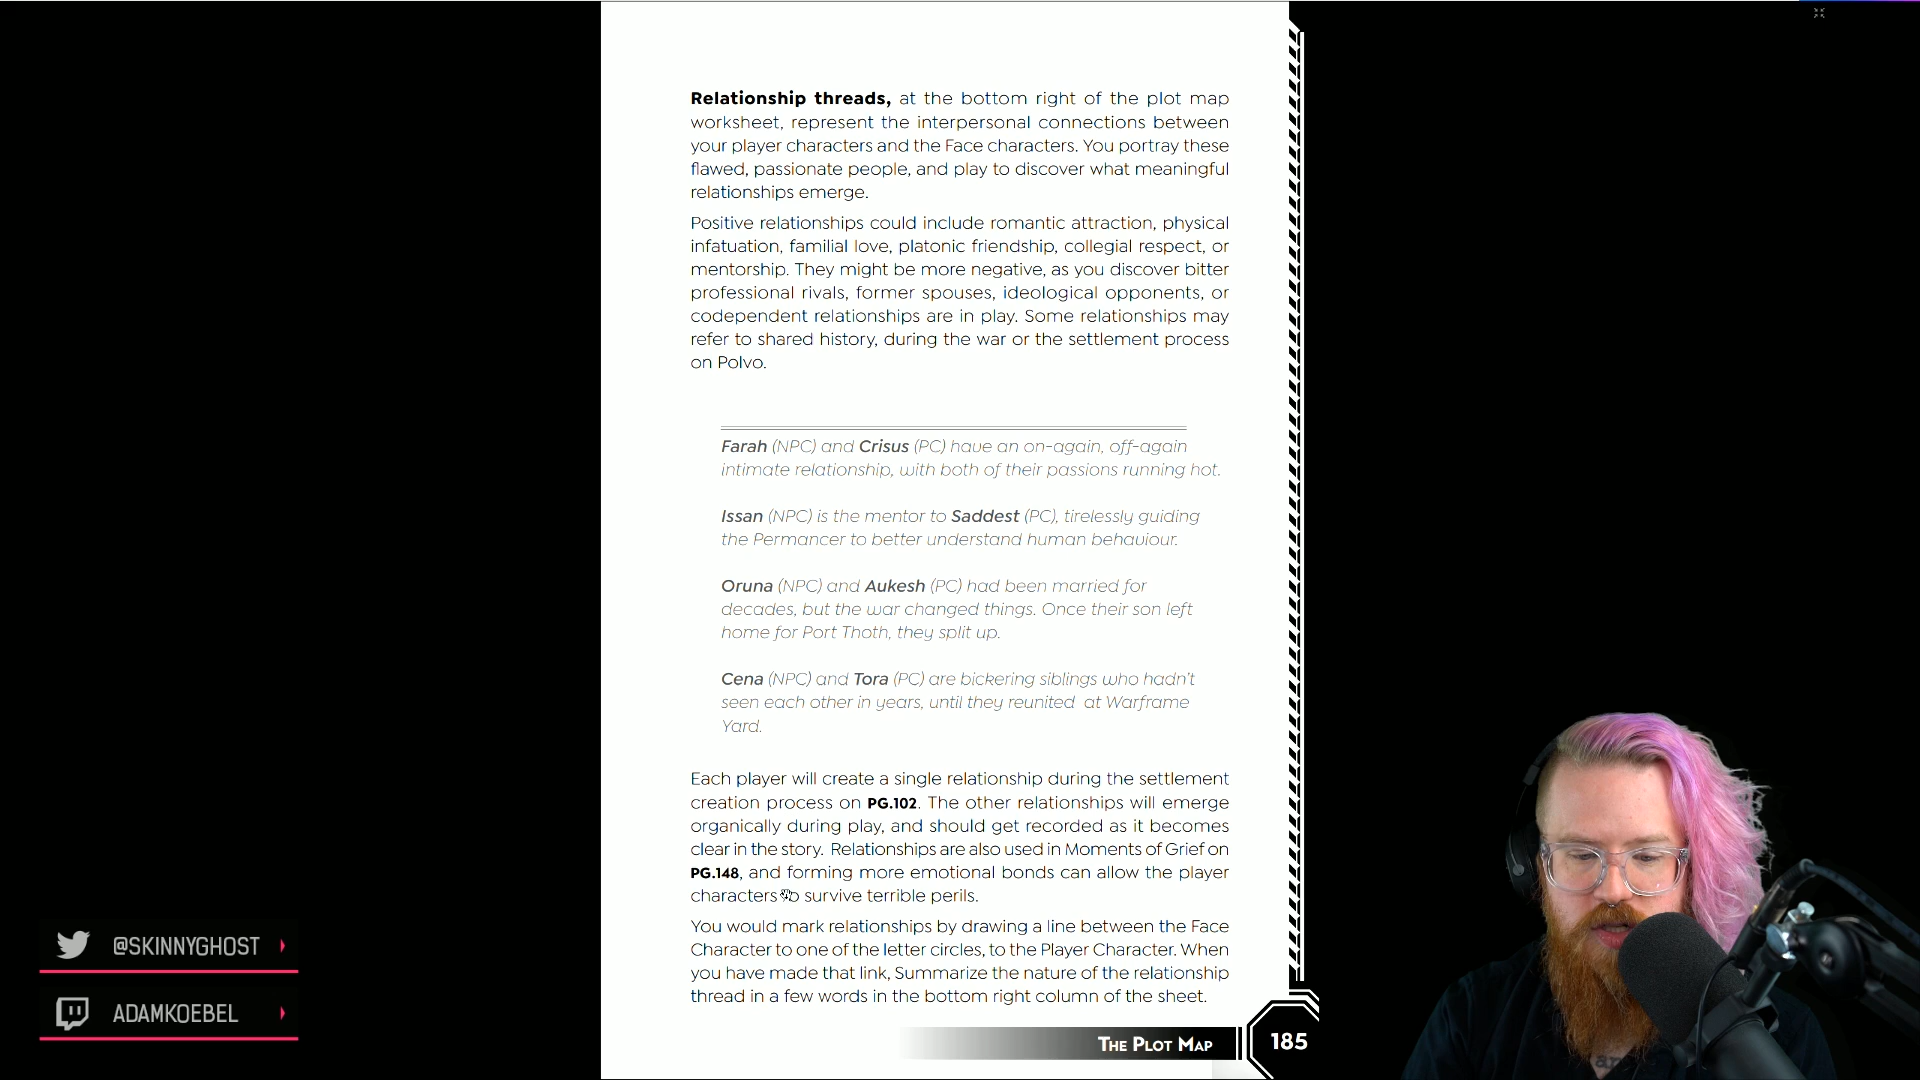 Relationship threads, at the bottom right of the plot map
worksheet, represent the interpersonal connections between
your player characters and the Face characters. You portray these
flawed, passionate people, and play to discover what meaningful
relationships emerge.
Positive relationships could include romantic attraction, physical
infatuation, familial love, platonic friendship, collegial respect, or
mentorship. They might be more negative, as you discover bitter
professional rivals, former spouses, ideological opponents, or
codependent relationships are in play. Some relationships may
refer to shared history, during the war or the settlement process
on Polvo.
Farah (NPC) and Crisus (PC) have an on-again, off-again
intimate relationship, with both of their passions running hot.
Issan (NPC) is the mentor to Saddest (PC), tirelessly guiding
the Permancer to better understand human behaviour.
Oruna (NPC) and Aukesh (PC) had been married for
decades, but the war changed things. Once their son left
home for Port Thoth, they split up.
Cena (NPC) and Tora (PC) are bickering siblings who hadn't
seen each other in years, until they reunited at Warframe
Yard.
Each player will create a single relationship during the settlement
creation process on PG.102. The other relationships will emerge
organically during play, and should get recorded as it becomes
clear in the story. Relationships are also used in Moments of Grief on
PG.148, and forming more emotional bonds can allow the player
characters to survive terrible perils.
You would mark relationships by drawing a line between the Face
Character to one of the letter circles, to the Player Character. When
you have made that link, Summarize the nature of the relationship
thread in a few words in the bottom right column of the sheet.
The Plot Map
185
@SKINNYGHOST
ADAMKOEBEL